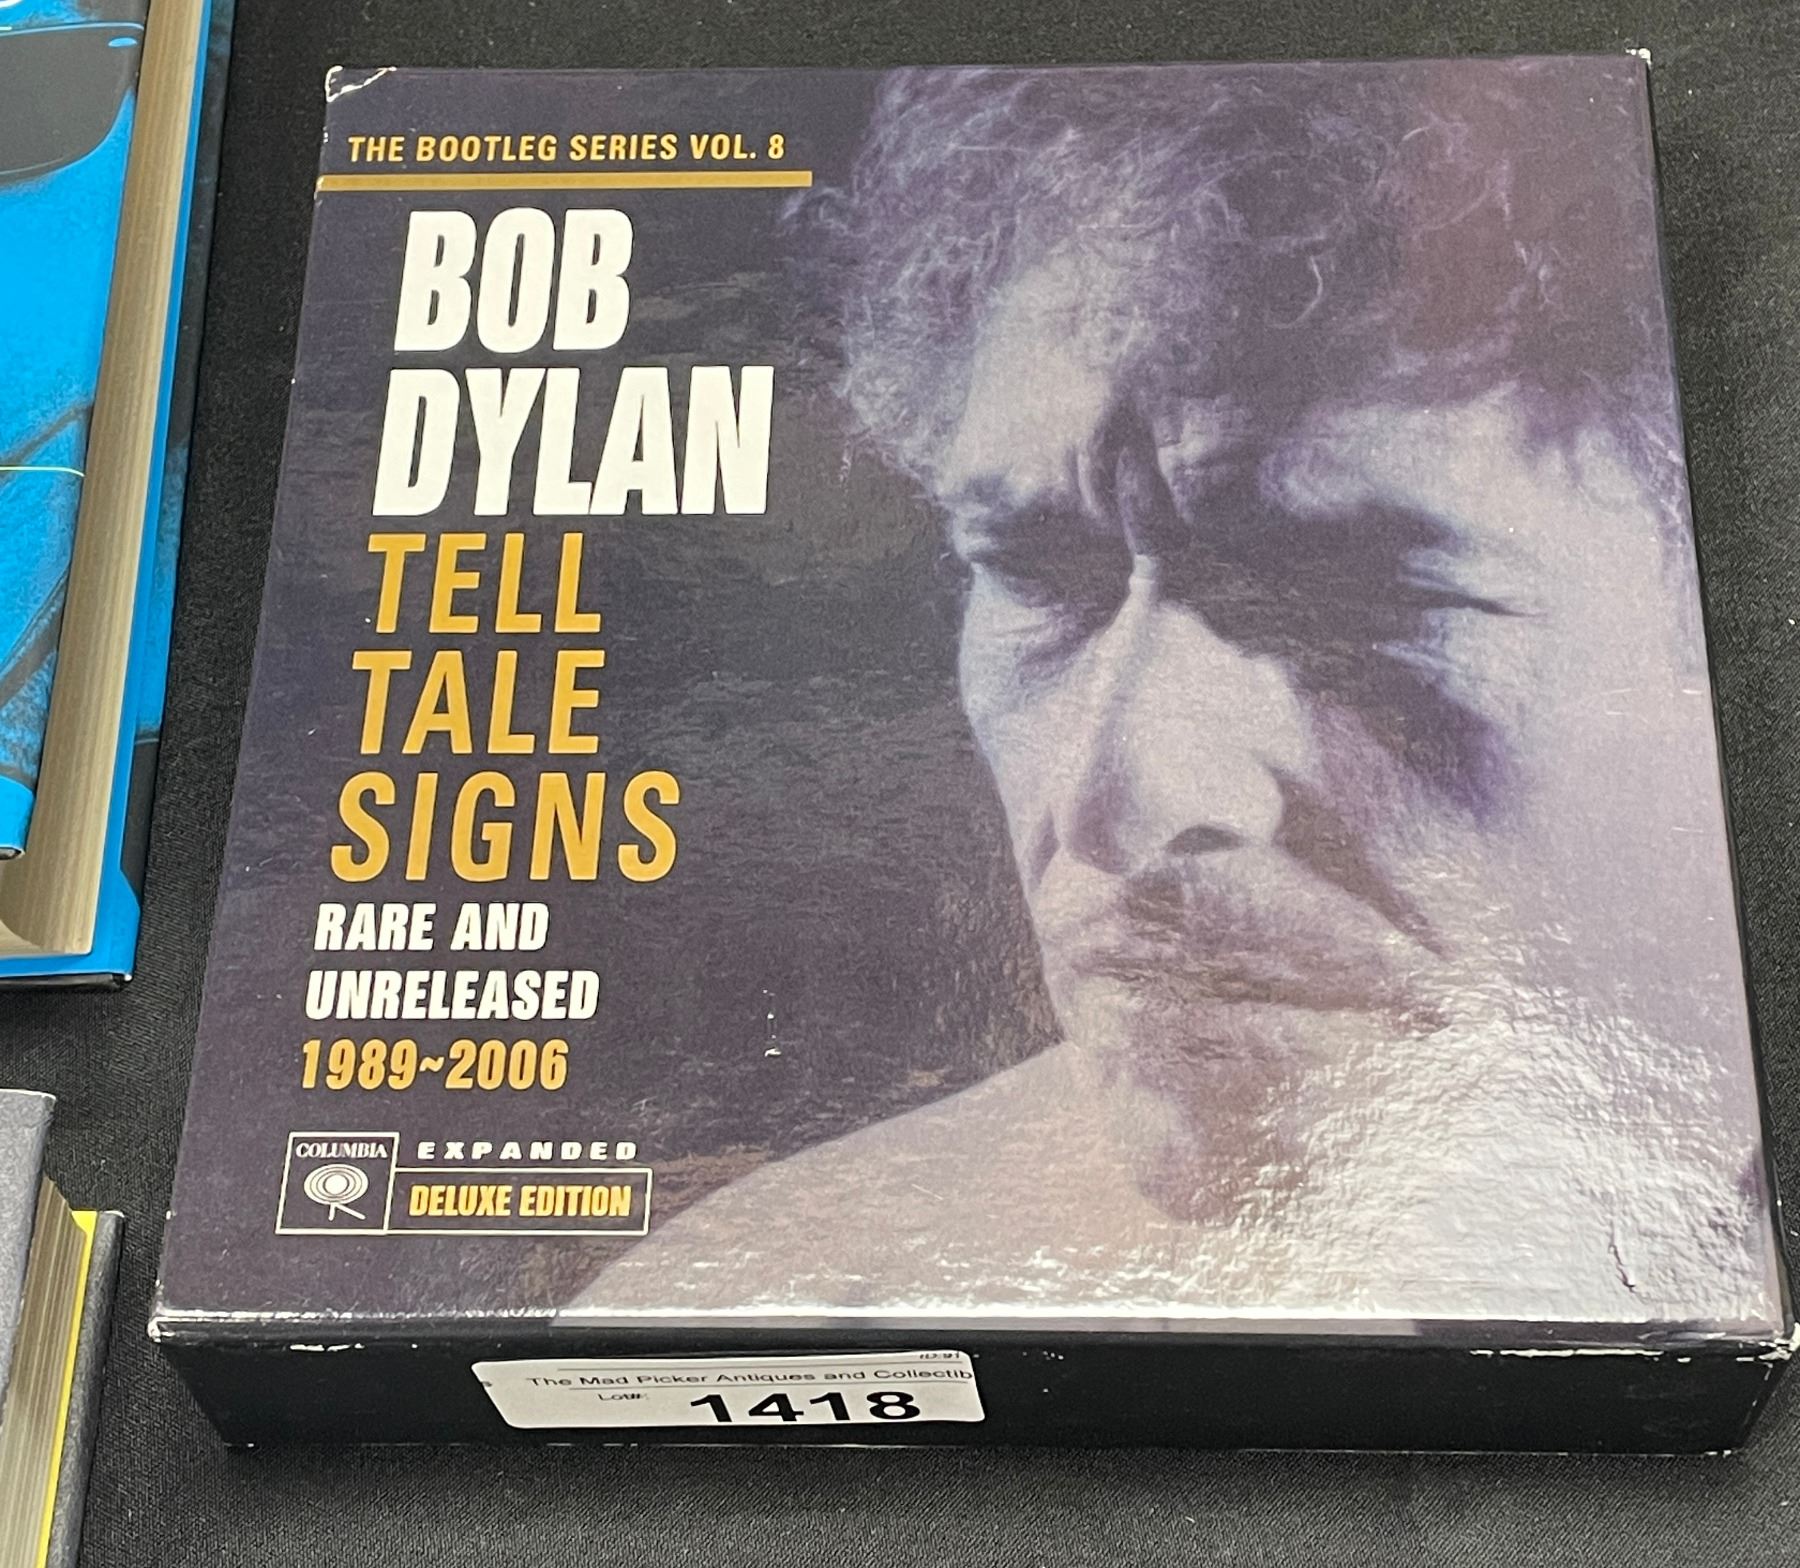 THE BOOTLEG SERIES VOL. 8
BOB
DYLAN
TELL
TALE
SIGNS
RARE AND
UNRELEASED
1989~2006
COLUMBIA
EXPANDED
DELUXE EDITION
The Mad Picker Antiques and Collectib
Lot#:
1418